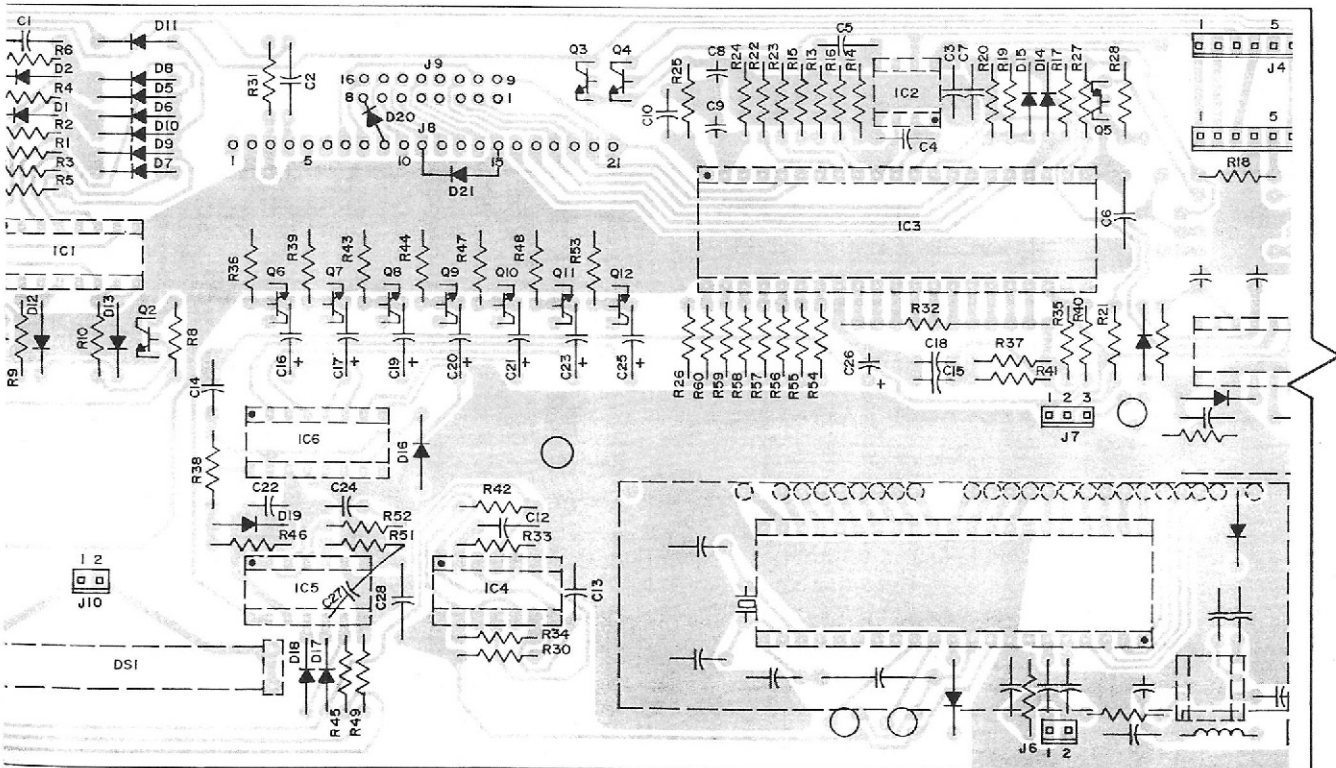 C1
R6
D2
R4
D1
R2
R1
R3
R5
D11
D8
D5
D6
D10
D9
D7
R31
C2
J9
16 9
8 1
D20
J8
1 5 10 15 21
D21
Q3 Q4
C10
R25
C8
C9
R24
R22
R23
R15
R13
R16
R14
C5
IC2
C4
C3
C7
R20
R19
D15
D14
R17
R27
Q5
R28
1 5
J4
1 5
R18
IC1
IC3
C6
R36
R39
R43
R44
R47
R48
R53
Q6 Q7 Q8 Q9 Q10 Q11 Q12
C16 +
C17 +
C19 +
C20 +
C21 +
C23 +
C25 +
R9
D12
R10
D13
Q2
R8
R26
R60
R59
R58
R57
R56
R55
R54
R32
C26 +
C18
C15
R37
R41
R35
R40
R21
1 2 3
J7
C14
IC6
D16
R38
C22
C24
D19
R52
R46
R51
R42
C12
R33
IC5
C27
C28
IC4
C13
1 2
J10
R34
R30
DS1
D18
D17
R45
R49
J6
1 2